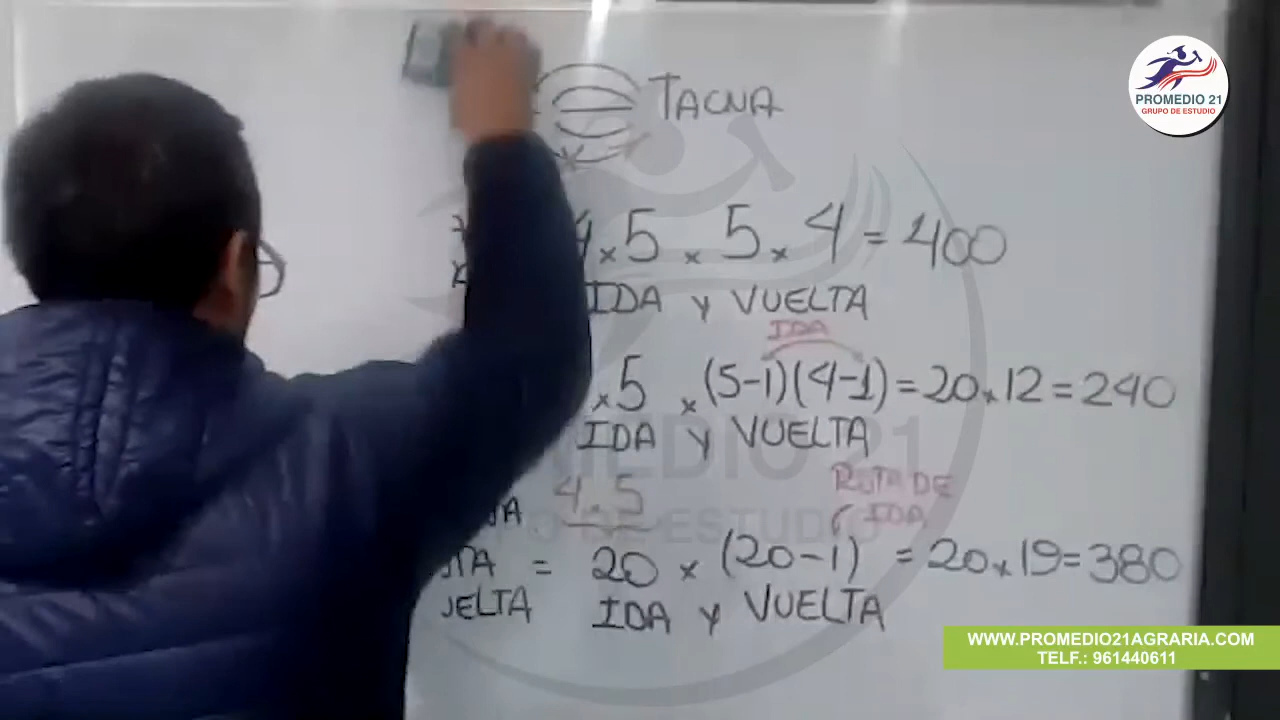 PROMEDIO 21
GRUPO DE ESTUDIO
TACNA
4 × 5 × 5 × 4 = 400
IDA y VUELTA
IDA
× 5 × (5-1)(4-1) = 20 × 12 = 240
IDA y VUELTA
RUTA DE
IDA
4 . 5
= 20 × (20-1) = 20 × 19 = 380
IDA y VUELTA
WWW.PROMEDIO21AGRARIA.COM
TELF.: 961440611